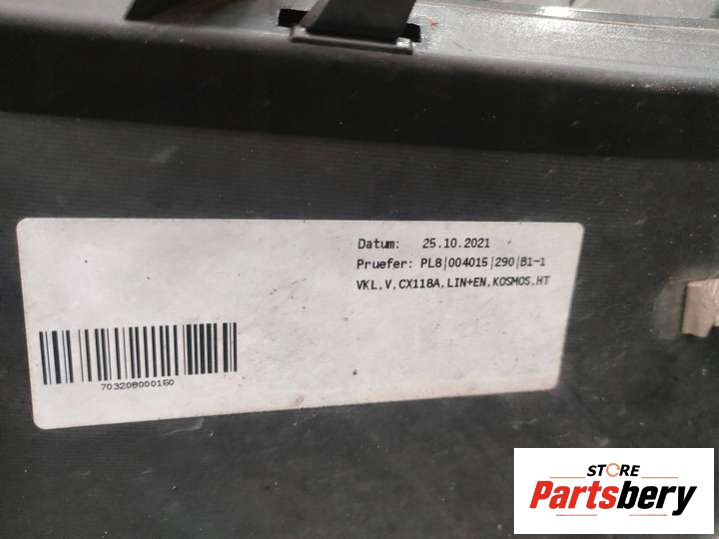 Datum: 25.10.2021
Pruefer: PL8|004015|290|B1-1
VKL,V,CX118A,LIN+EN,KOSMOS,HT
703208000160
STORE
Partsbery